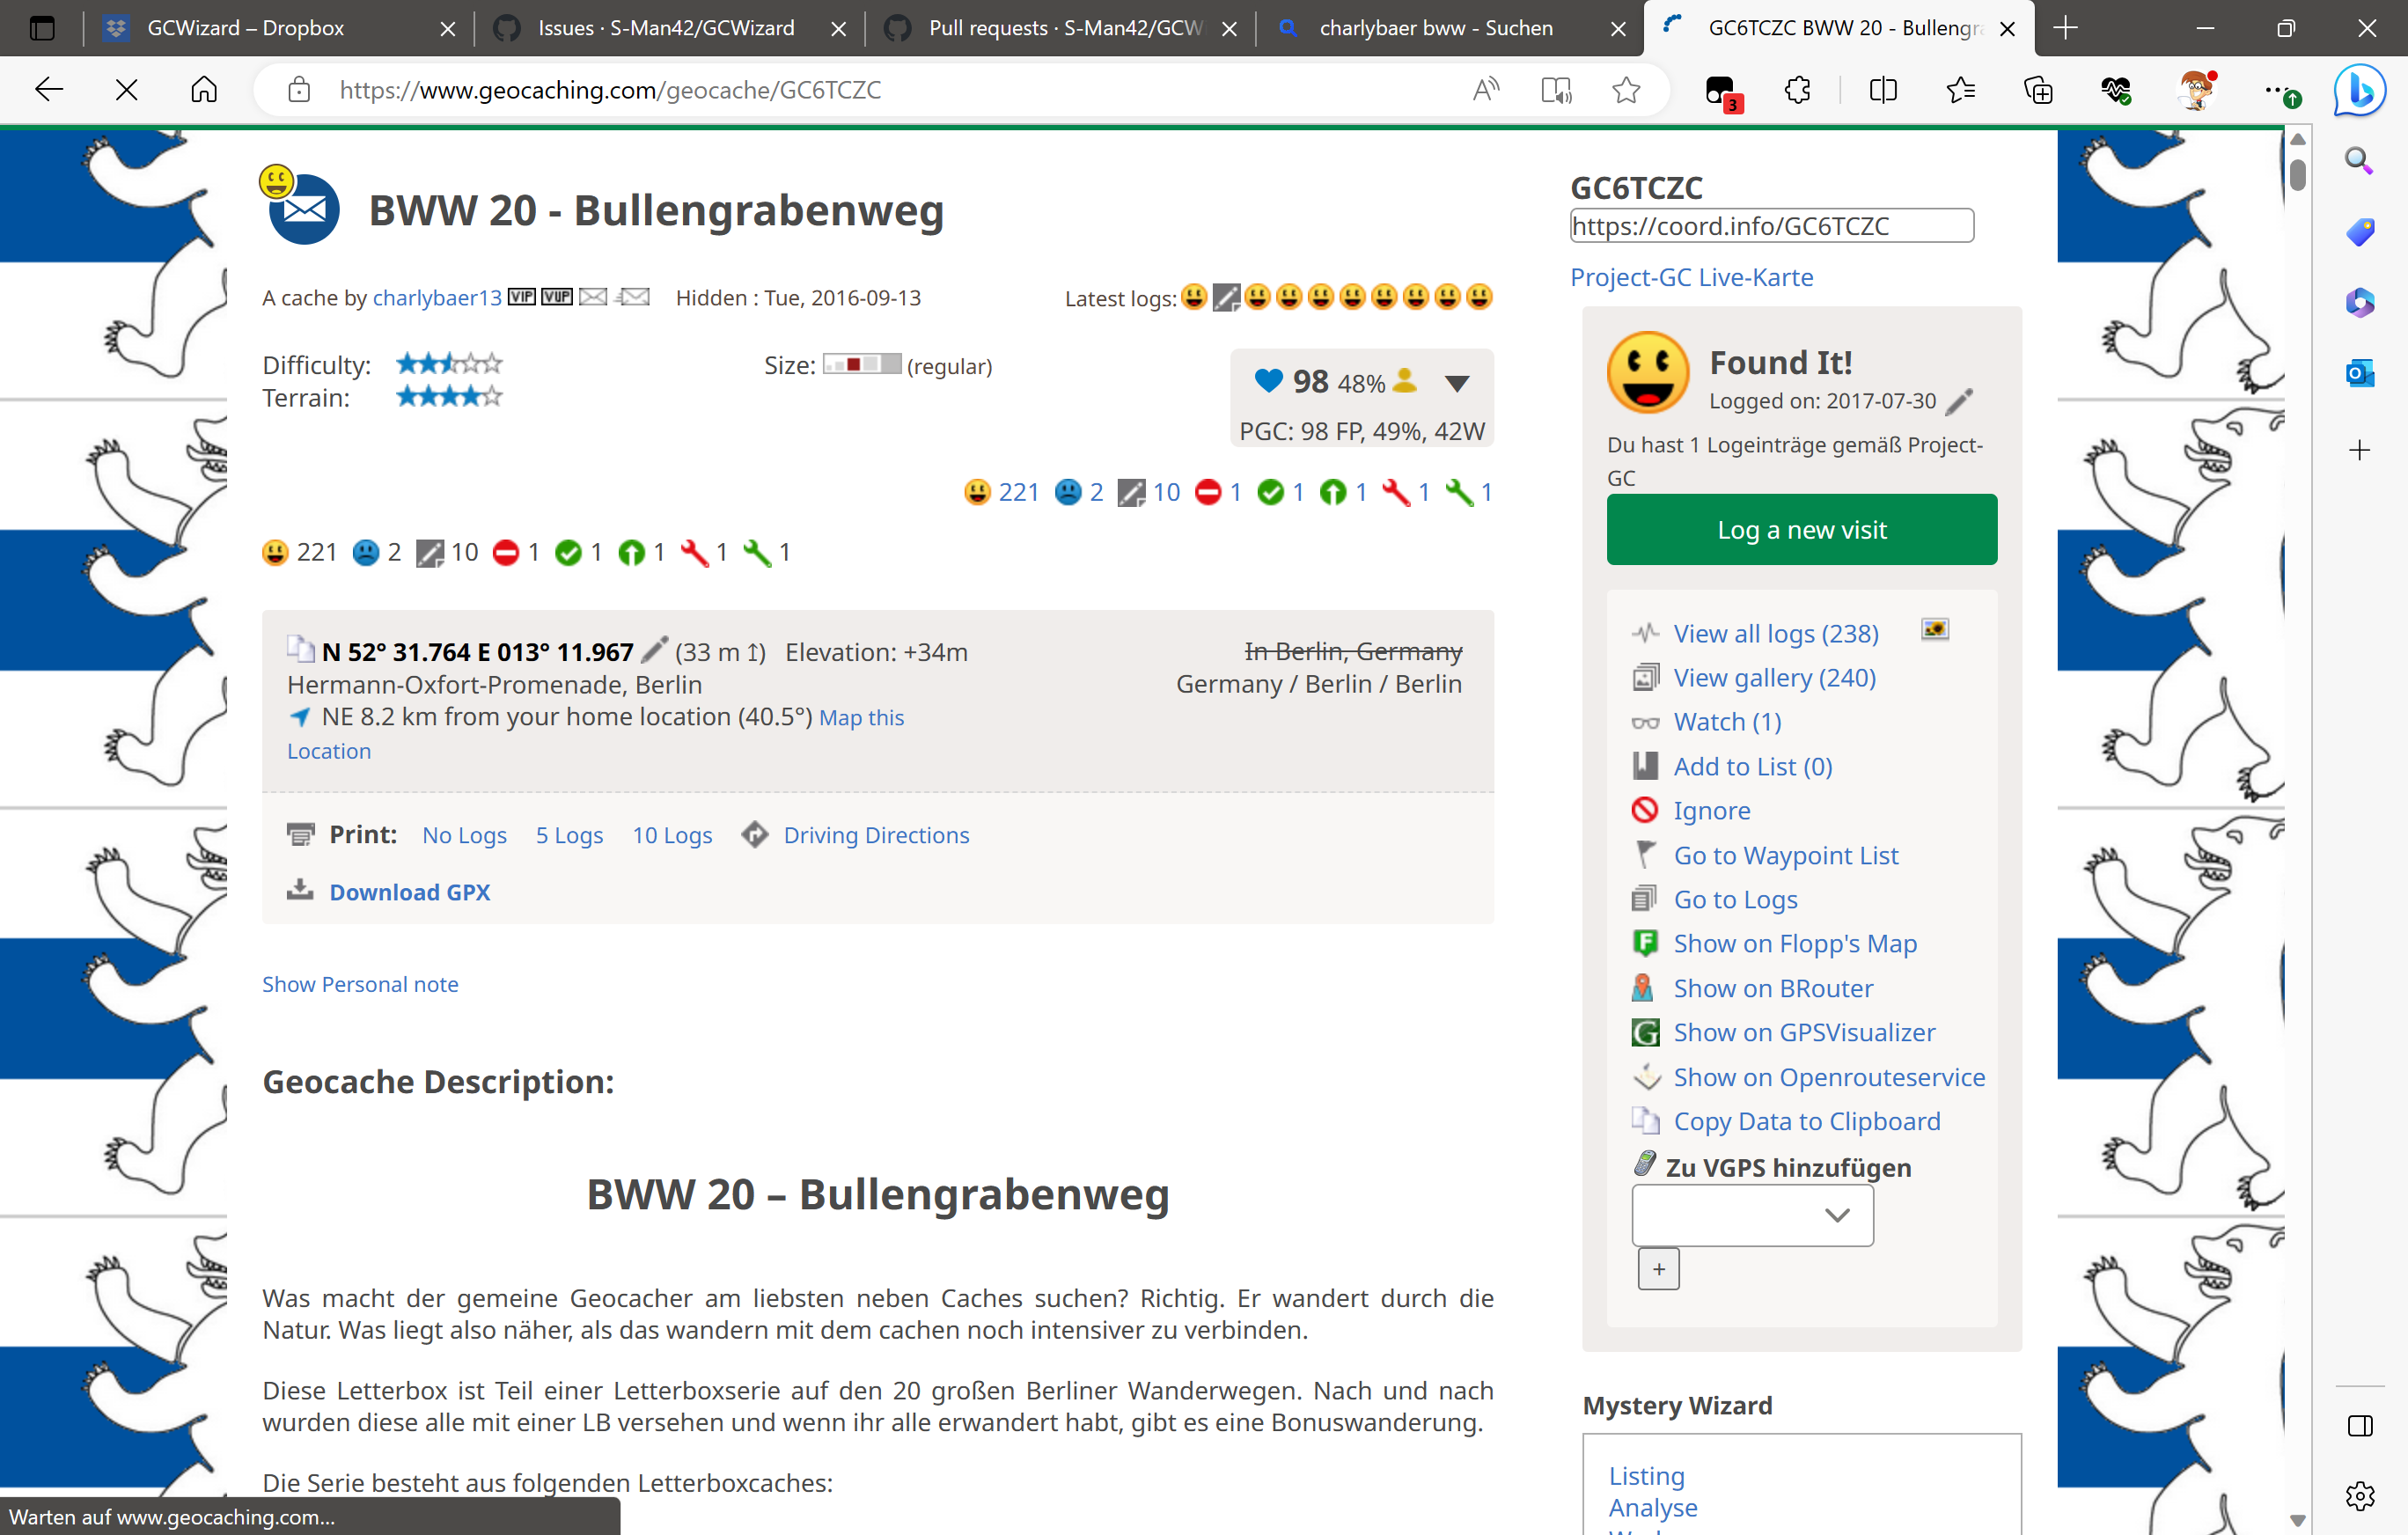 GCWizard – Dropbox
Issues · S-Man42/GCWizard
Pull requests · S-Man42/GCW
charlybaer bww - Suchen
GC6TCZC BWW 20 - Bullengr
https://www.geocaching.com/geocache/GC6TCZC
3
BWW 20 - Bullengrabenweg
A cache by charlybaer13 VIP VUP Hidden : Tue, 2016-09-13
Latest logs:
Difficulty:
Size: (regular)
Terrain:
98 48%
PGC: 98 FP, 49%, 42W
221 2 10 1 1 1 1 1
221 2 10 1 1 1 1 1
N 52° 31.764 E 013° 11.967 (33 m ↥) Elevation: +34m
In Berlin, Germany
Hermann-Oxfort-Promenade, Berlin
Germany / Berlin / Berlin
NE 8.2 km from your home location (40.5°) Map this
Location
Print: No Logs 5 Logs 10 Logs Driving Directions
Download GPX
Show Personal note
Geocache Description:
BWW 20 – Bullengrabenweg
Was macht der gemeine Geocacher am liebsten neben Caches suchen? Richtig. Er wandert durch die
Natur. Was liegt also näher, als das wandern mit dem cachen noch intensiver zu verbinden.
Diese Letterbox ist Teil einer Letterboxserie auf den 20 großen Berliner Wanderwegen. Nach und nach
wurden diese alle mit einer LB versehen und wenn ihr alle erwandert habt, gibt es eine Bonuswanderung.
Die Serie besteht aus folgenden Letterboxcaches:
Warten auf www.geocaching.com...
GC6TCZC
https://coord.info/GC6TCZC
Project-GC Live-Karte
Found It!
Logged on: 2017-07-30
Du hast 1 Logeinträge gemäß Project-
GC
Log a new visit
View all logs (238)
View gallery (240)
Watch (1)
Add to List (0)
Ignore
Go to Waypoint List
Go to Logs
Show on Flopp's Map
Show on BRouter
Show on GPSVisualizer
Show on Openrouteservice
Copy Data to Clipboard
Zu VGPS hinzufügen
+
Mystery Wizard
Listing
Analyse